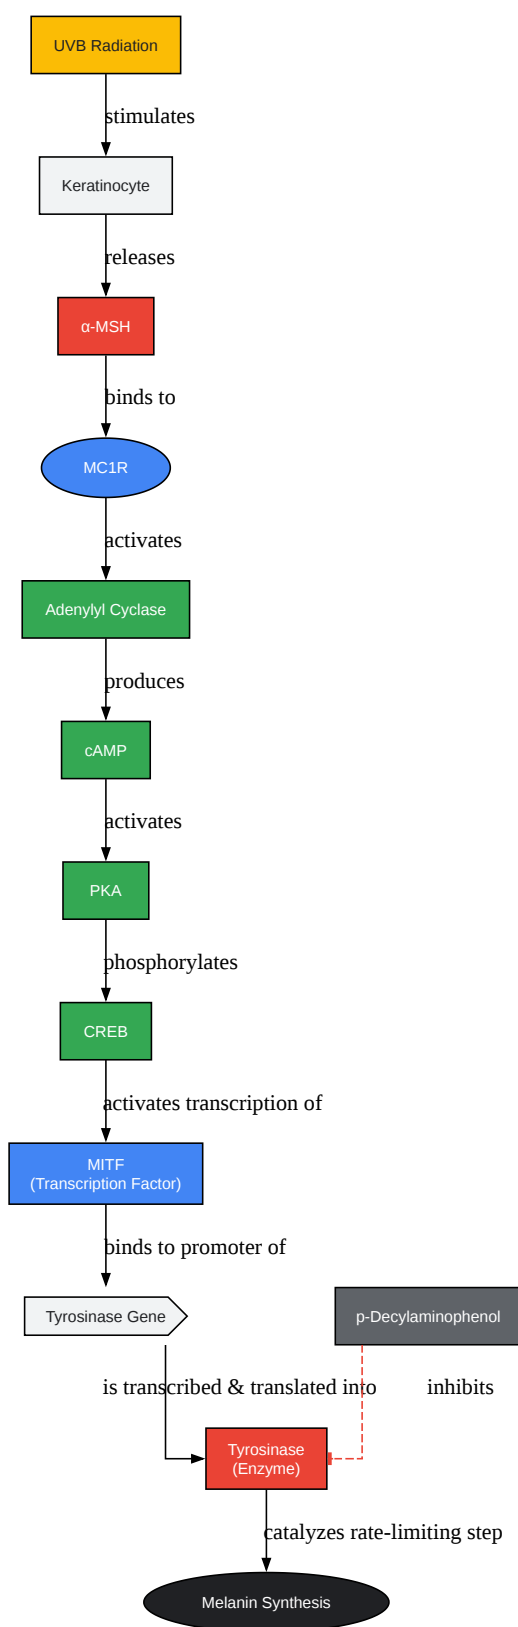 UVB Radiation
stimulates
Keratinocyte
releases
α-MSH
binds to
MC1R
activates
Adenylyl Cyclase
produces
cAMP
activates
PKA
phosphorylates
CREB
activates transcription of
MITF
(Transcription Factor)
binds to promoter of
Tyrosinase Gene
p-Decylaminophenol
is transcribed & translated into
inhibits
Tyrosinase
(Enzyme)
catalyzes rate-limiting step
Melanin Synthesis